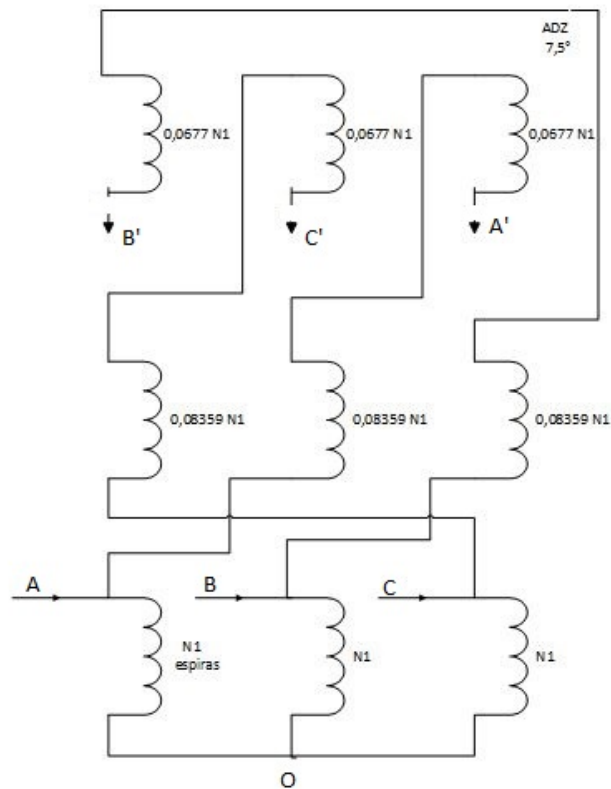 ADZ
7,5°
0,0677 N1
0,0677 N1
0,0677 N1
B'
C'
A'
0,08359 N1
0,08359 N1
0,08359 N1
A
B
C
N1
espiras
N1
N1
O